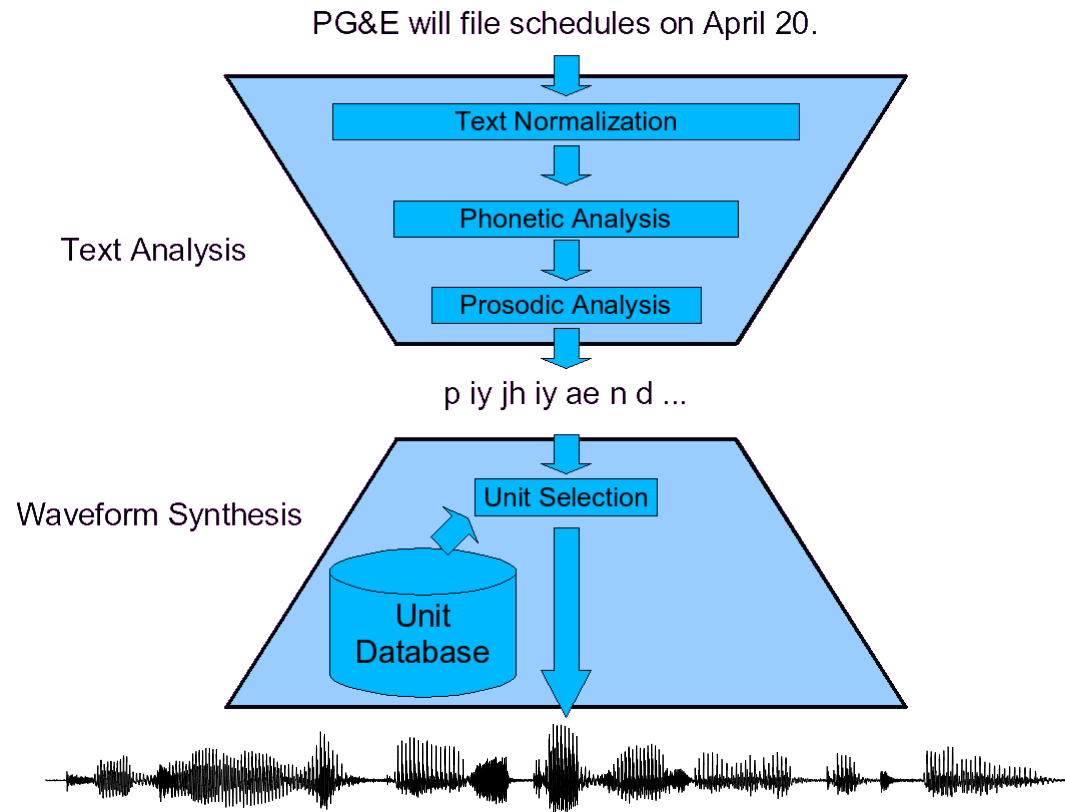 PG&E will file schedules on April 20.
Text Normalization
Phonetic Analysis
Text Analysis
Prosodic Analysis
p iy jh iy ae n d ...
Unit Selection
Waveform Synthesis
Unit
Database